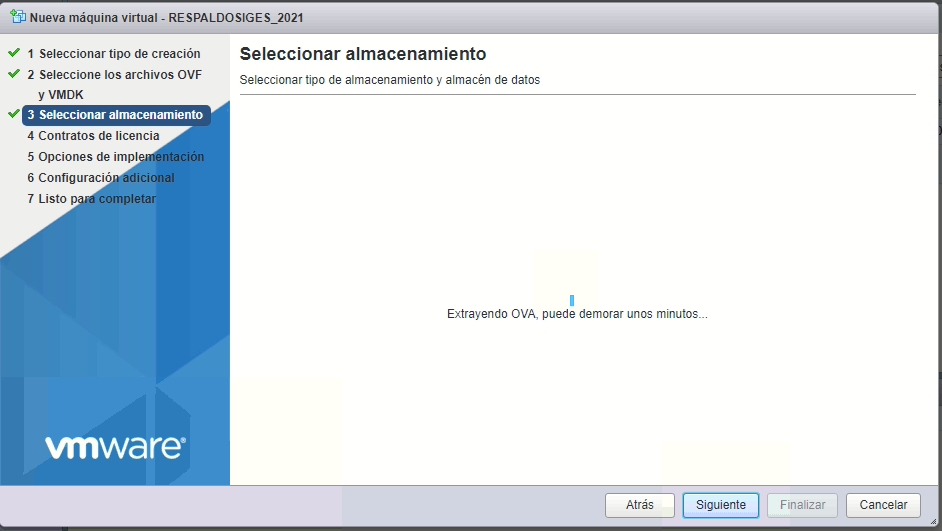 Nueva máquina virtual - RESPALDOSIGES_2021
1 Seleccionar tipo de creación
2 Seleccione los archivos OVF
y VMDK
3 Seleccionar almacenamiento
4 Contratos de licencia
5 Opciones de implementación
6 Configuración adicional
7 Listo para completar
vmware®
Seleccionar almacenamiento
Seleccionar tipo de almacenamiento y almacén de datos
Extrayendo OVA, puede demorar unos minutos...
Atrás
Siguiente
Finalizar
Cancelar